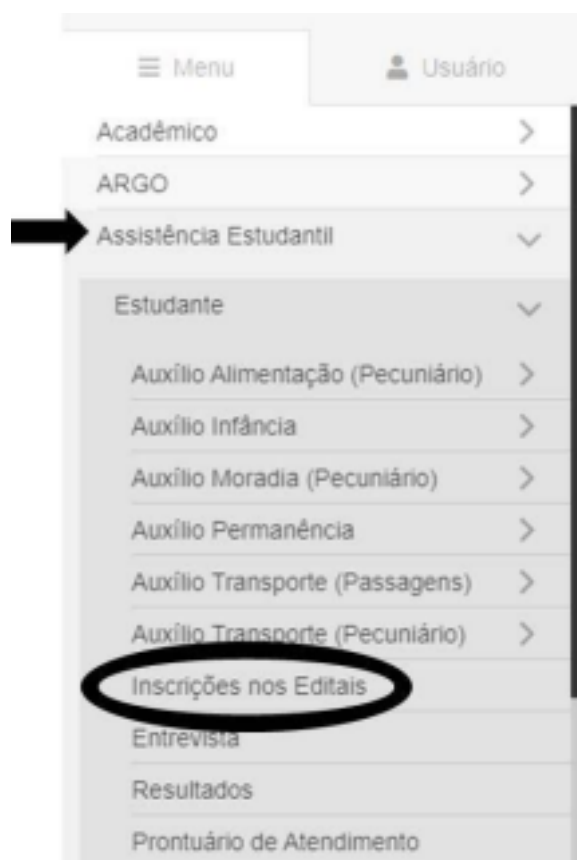 Menu
Usuário
Acadêmico
ARGO
Assistência Estudantil
Estudante
Auxílio Alimentação (Pecuniário)
Auxílio Infância
Auxílio Moradia (Pecuniário)
Auxílio Permanência
Auxílio Transporte (Passagens)
Auxílio Transporte (Pecuniário)
Inscrições nos Editais
Entrevista
Resultados
Prontuário de Atendimento